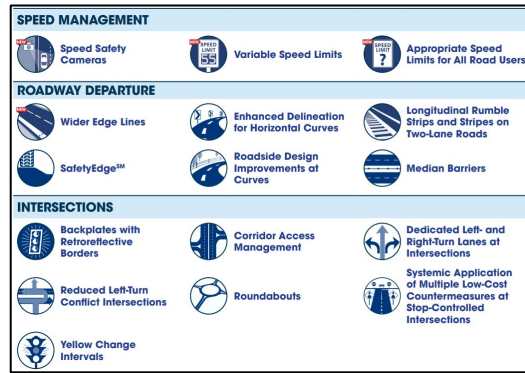 SPEED MANAGEMENT
NEW
Speed Safety
Cameras
NEW
SPEED
LIMIT
55
Variable Speed Limits
NEW
SPEED
LIMIT
?
Appropriate Speed
Limits for All Road Users
ROADWAY DEPARTURE
NEW
Wider Edge Lines
Enhanced Delineation
for Horizontal Curves
Longitudinal Rumble
Strips and Stripes on
Two-Lane Roads
SafetyEdge℠
Roadside Design
Improvements at
Curves
Median Barriers
INTERSECTIONS
Backplates with
Retroreflective
Borders
Corridor Access
Management
Dedicated Left- and
Right-Turn Lanes at
Intersections
Reduced Left-Turn
Conflict Intersections
Roundabouts
Systemic Application
of Multiple Low-Cost
Countermeasures at
Stop-Controlled
Intersections
Yellow Change
Intervals